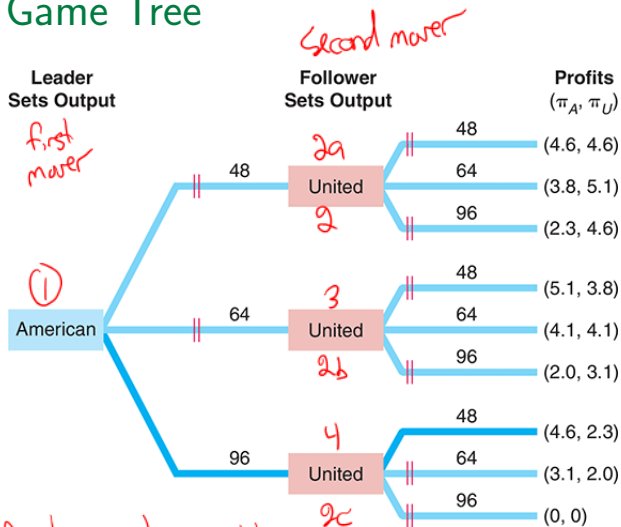 Game Tree
Second mover
Leader
Sets Output
Follower
Sets Output
Profits
(πA, πU)
first
mover
2a
48
United
2
48
(4.6, 4.6)
64
(3.8, 5.1)
96
(2.3, 4.6)
1
American
64
3
United
2b
48
(5.1, 3.8)
64
(4.1, 4.1)
96
(2.0, 3.1)
96
4
United
2c
48
(4.6, 2.3)
64
(3.1, 2.0)
96
(0, 0)